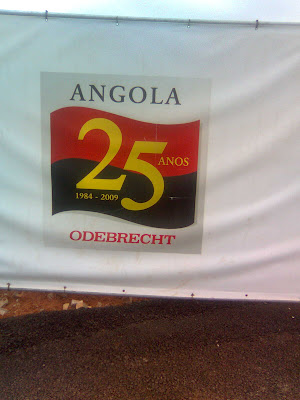 ANGOLA
25 ANOS
1984 - 2009
ODEBRECHT